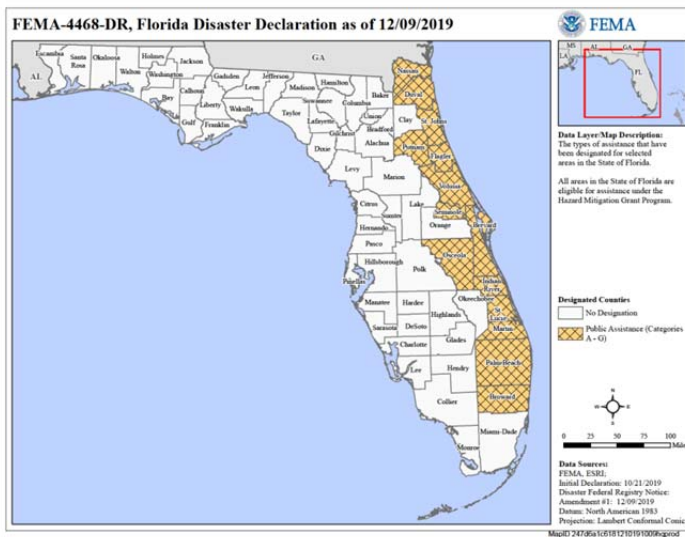 FEMA-4468-DR, Florida Disaster Declaration as of 12/09/2019
FEMA
MS
AL
GA
LA
FL
GA
AL
Escambia
Santa
Rosa
Okaloosa
Walton
Holmes
Washington
Jackson
Bay
Calhoun
Gulf
Gadsden
Liberty
Franklin
Leon
Wakulla
Jefferson
Madison
Taylor
Hamilton
Suwannee
Lafayette
Dixie
Columbia
Gilchrist
Baker
Union
Bradford
Alachua
Levy
Nassau
Duval
Clay
St. Johns
Putnam
Flagler
Marion
Volusia
Citrus
Sumter
Lake
Seminole
Hernando
Orange
Brevard
Pasco
Hillsborough
Pinellas
Polk
Osceola
Indian
River
Manatee
Hardee
Okeechobee
Highlands
St
Lucie
Sarasota
DeSoto
Martin
Charlotte
Glades
Lee
Hendry
Palm Beach
Collier
Broward
Monroe
Miami-Dade
Data Layer/Map Description:
The types of assistance that have
been designated for selected
areas in the State of Florida.
All areas in the State of Florida are
eligible for assistance under the
Hazard Mitigation Grant Program.
Designated Counties
No Designation
Public Assistance (Categories
A - G)
N
W
E
S
0 25 50 75 100
Miles
Data Sources:
FEMA, ESRI;
Initial Declaration: 10/21/2019
Disaster Federal Registry Notice:
Amendment #1: 12/09/2019
Datum: North American 1983
Projection: Lambert Conformal Conic
MapID 247d6a1c6181210191009hqprod